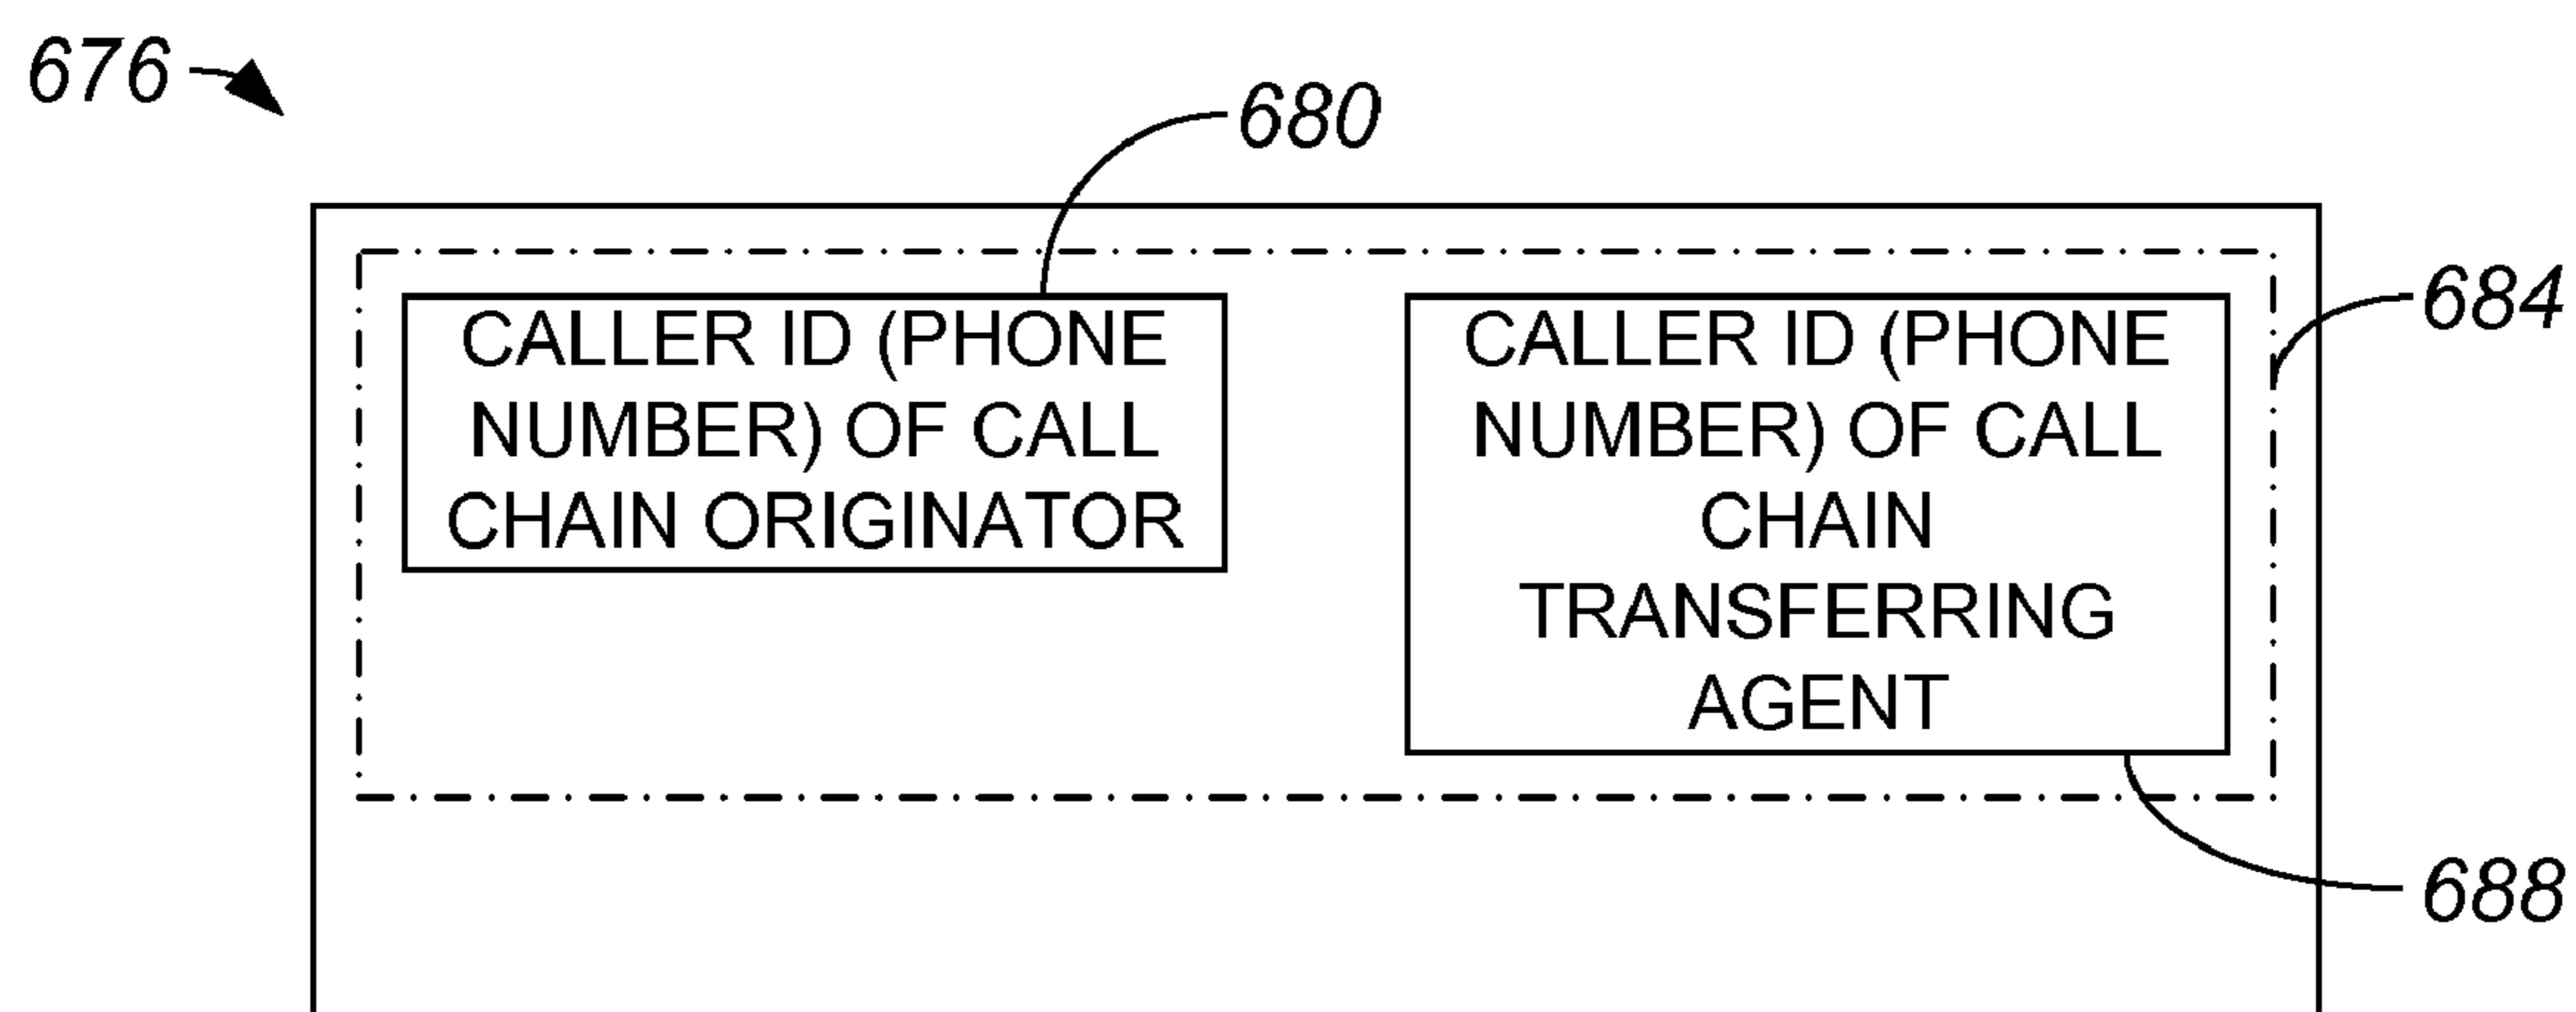 676
680
CALLER ID (PHONE
NUMBER) OF CALL
CHAIN ORIGINATOR
CALLER ID (PHONE
NUMBER) OF CALL
CHAIN
TRANSFERRING
AGENT
684
688